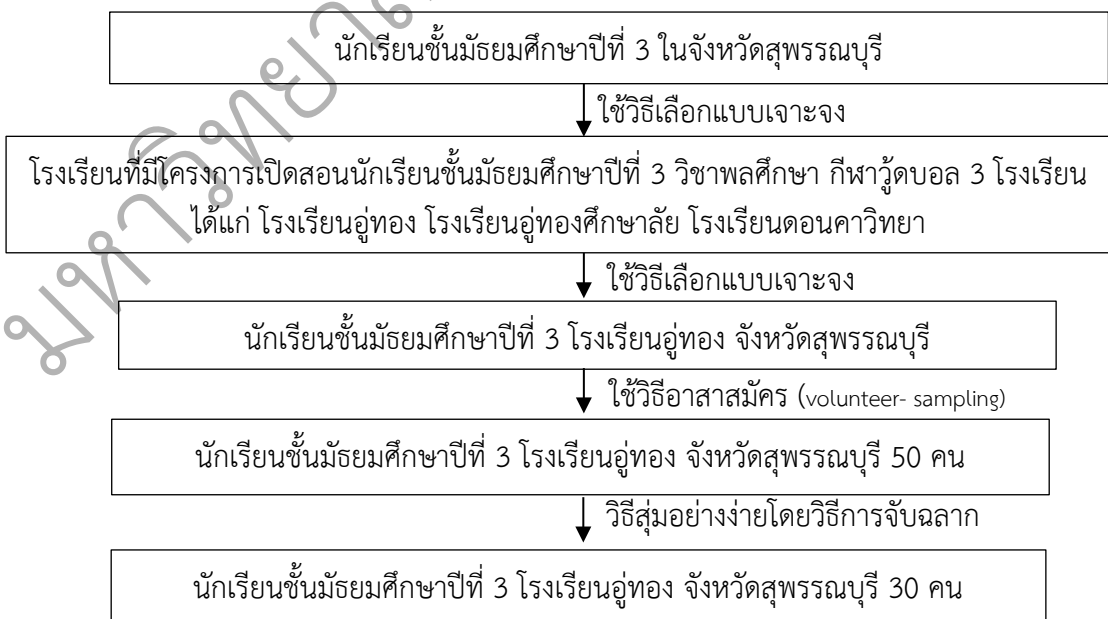 นักเรียนชั้นมัธยมศึกษาปีที่ 3 ในจังหวัดสุพรรณบุรี
ใช้วิธีเลือกแบบเจาะจง
โรงเรียนที่มีโครงการเปิดสอนนักเรียนชั้นมัธยมศึกษาปีที่ 3 วิชาพลศึกษา กีฬาวู้ดบอล 3 โรงเรียน
ได้แก่ โรงเรียนอู่ทอง โรงเรียนอู่ทองศึกษาลัย โรงเรียนดอนคาวิทยา
ใช้วิธีเลือกแบบเจาะจง
นักเรียนชั้นมัธยมศึกษาปีที่ 3 โรงเรียนอู่ทอง จังหวัดสุพรรณบุรี
ใช้วิธีอาสาสมัคร (volunteer- sampling)
นักเรียนชั้นมัธยมศึกษาปีที่ 3 โรงเรียนอู่ทอง จังหวัดสุพรรณบุรี 50 คน
วิธีสุ่มอย่างง่ายโดยวิธีการจับฉลาก
นักเรียนชั้นมัธยมศึกษาปีที่ 3 โรงเรียนอู่ทอง จังหวัดสุพรรณบุรี 30 คน